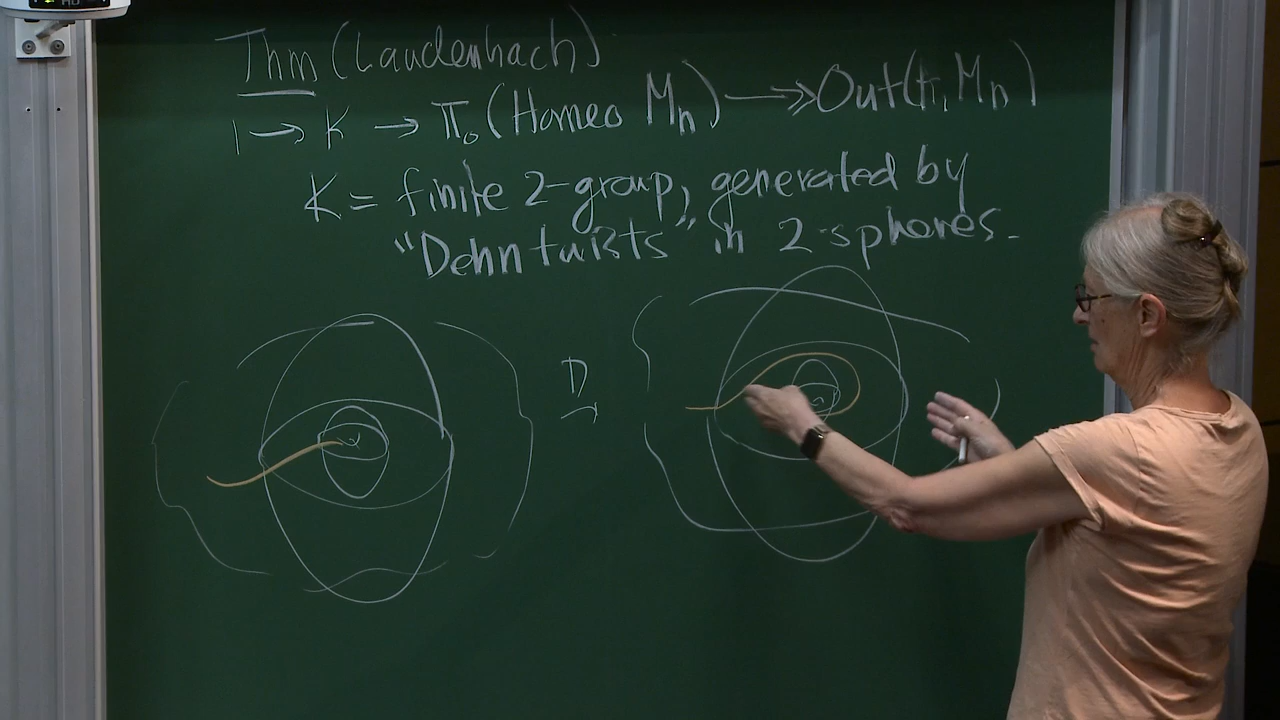 Thm (Laudenbach)
1 → K → π₀(Homeo Mₙ) ↠ Out(π₁ Mₙ)
K = finite 2-group, generated by
"Dehn twists" in 2-spheres.
D
→